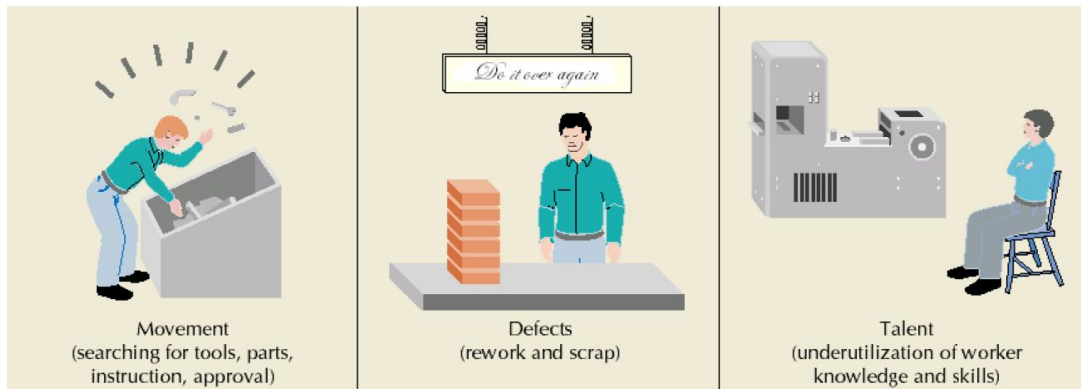 Do it over again
Movement
(searching for tools, parts,
instruction, approval)
Defects
(rework and scrap)
Talent
(underutilization of worker
knowledge and skills)